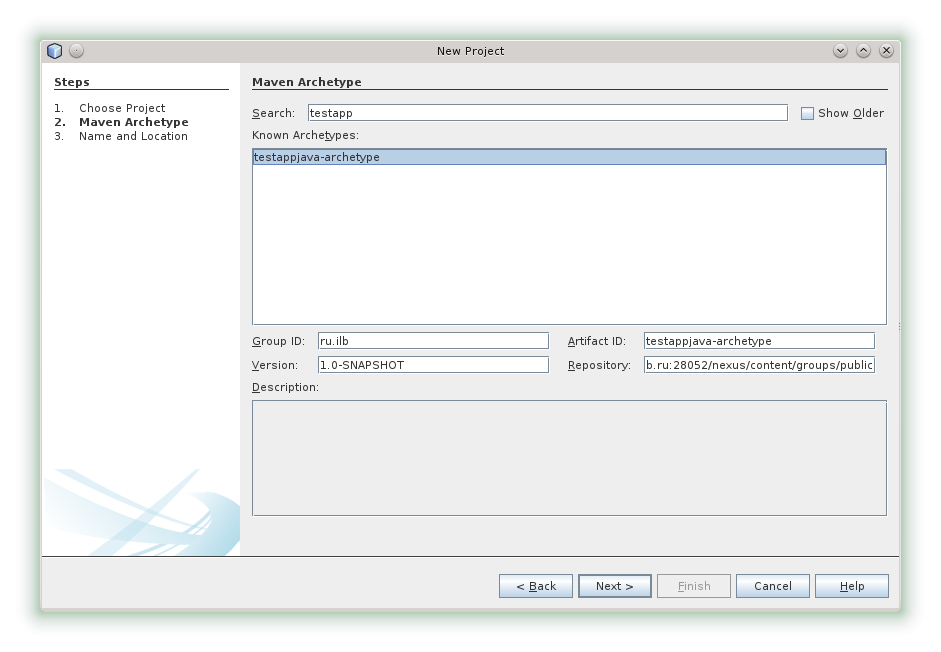 New Project
Steps
1. Choose Project
2. Maven Archetype
3. Name and Location
Maven Archetype
Search: testapp
Show Older
Known Archetypes:
testappjava-archetype
Group ID: ru.ilb
Artifact ID: testappjava-archetype
Version: 1.0-SNAPSHOT
Repository: b.ru:28052/nexus/content/groups/public
Description:
< Back
Next >
Finish
Cancel
Help